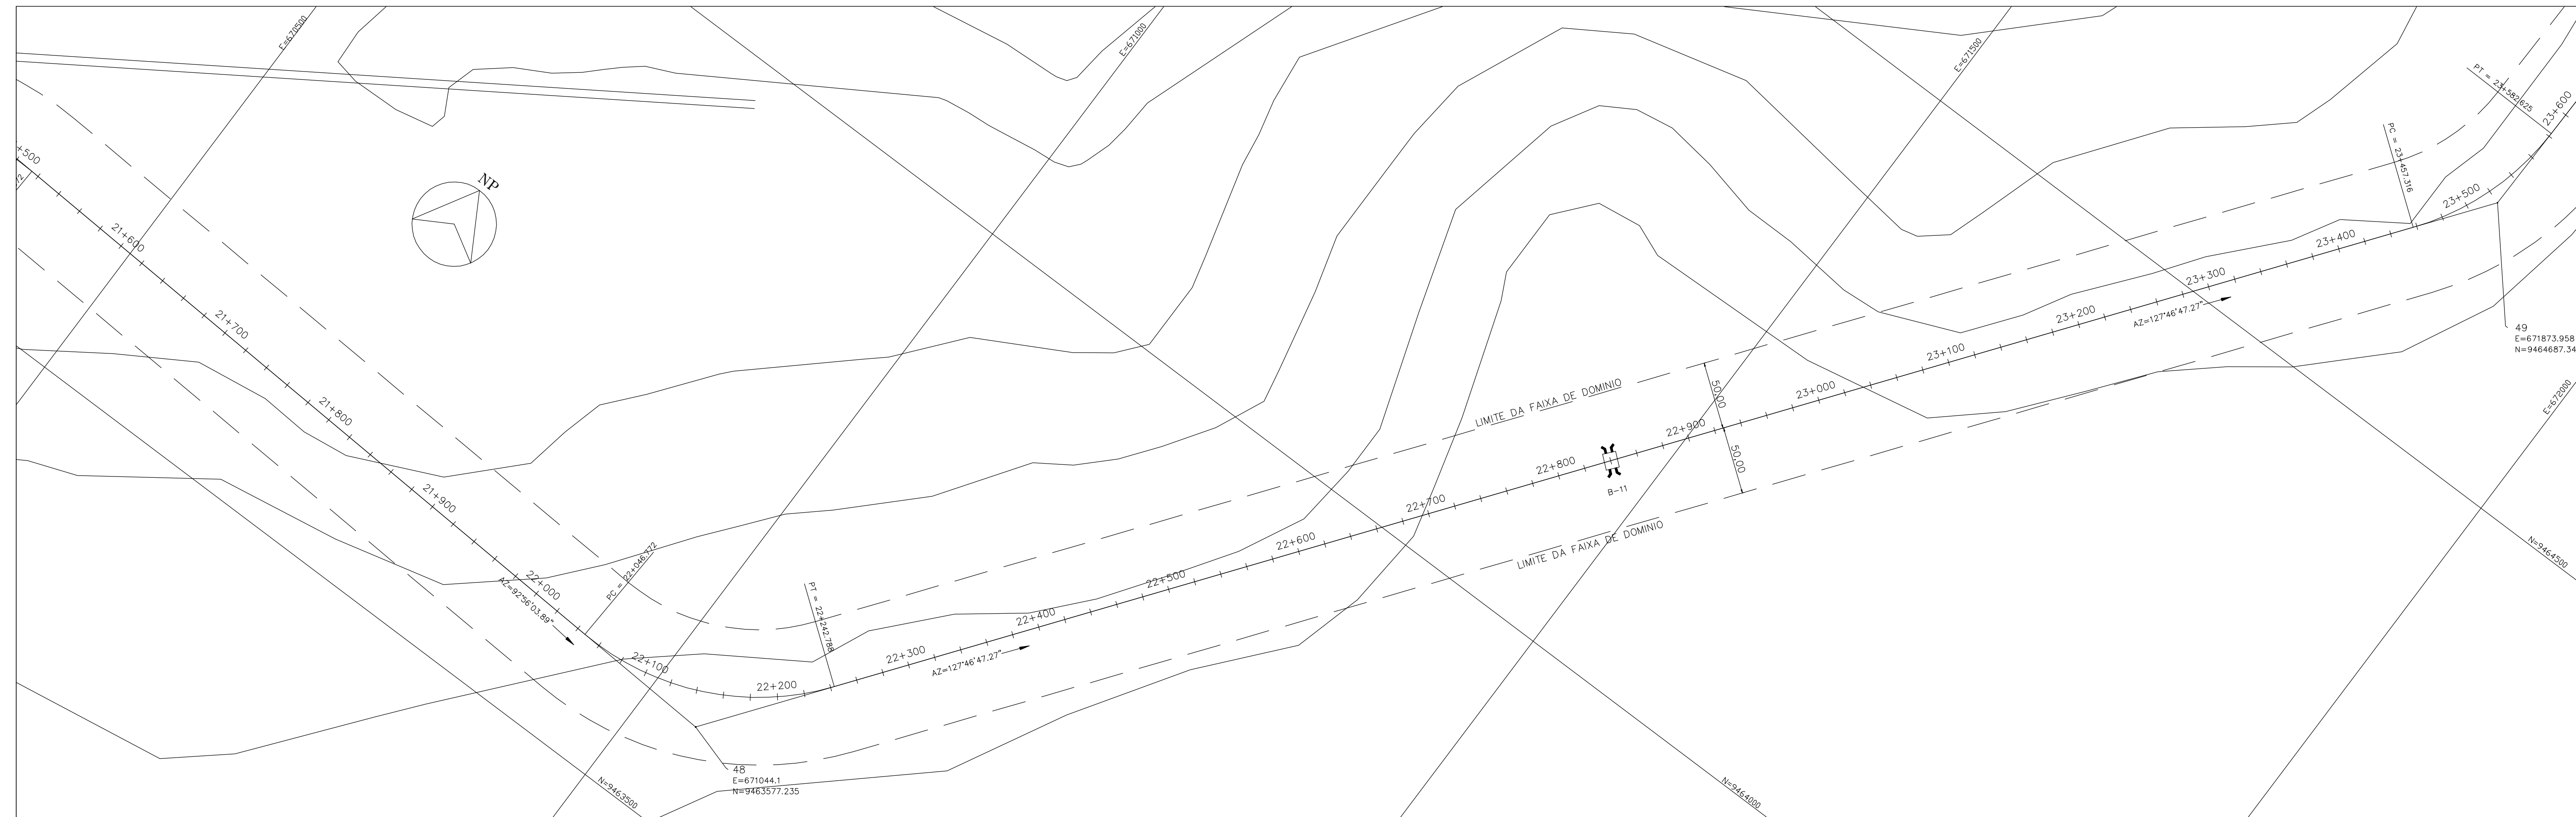 E=670500
E=671000
E=671500
PT = 23+582.625
23+600
PC = 23+457.316
+500
72
NP
23+500
21+600
23+400
23+300
AZ=127°46'47.27"
23+200
49
E=671873.958
N=9464687.34
21+700
23+100
50,00
23+000
LIMITE DA FAIXA DE DOMINIO
E=672000
21+800
22+900
50,00
22+800
B-11
21+900
22+700
LIMITE DA FAIXA DE DOMINIO
22+600
N=9464500
22+000
AZ=92°56'03.89"
PC = 22+046.772
22+500
PT = 22+242.788
22+400
22+300
AZ=127°46'47.27"
22+100
22+200
48
E=671044.1
N=9463577.235
N=9463500
N=9464000